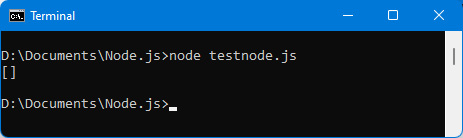 Terminal
D:\Documents\Node.js>node testnode.js
[]
D:\Documents\Node.js>